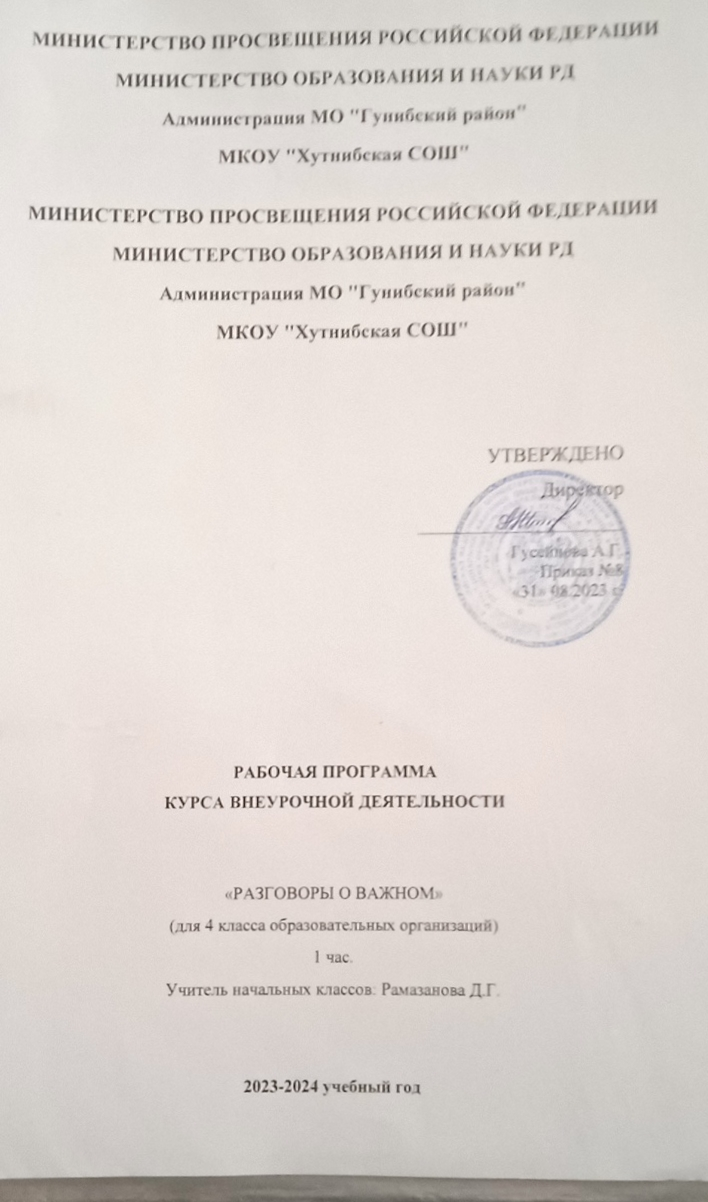 МИНИСТЕРСТВО ПРОСВЕЩЕНИЯ РОССИЙСКОЙ ФЕДЕРАЦИИ
МИНИСТЕРСТВО ОБРАЗОВАНИЯ И НАУКИ РД
Администрация МО "Гунибский район"
МКОУ "Хутнибская СОШ"
МИНИСТЕРСТВО ПРОСВЕЩЕНИЯ РОССИЙСКОЙ ФЕДЕРАЦИИ
МИНИСТЕРСТВО ОБРАЗОВАНИЯ И НАУКИ РД
Администрация МО "Гунибский район"
МКОУ "Хутнибская СОШ"
УТВЕРЖДЕНО
Директор
Гусейнова А.Г.
Приказ №8
«31» 08.2023 г.
РАБОЧАЯ ПРОГРАММА
КУРСА ВНЕУРОЧНОЙ ДЕЯТЕЛЬНОСТИ
«РАЗГОВОРЫ О ВАЖНОМ»
(для 4 класса образовательных организаций)
1 час.
Учитель начальных классов: Рамазанова Д.Г.
2023-2024 учебный год